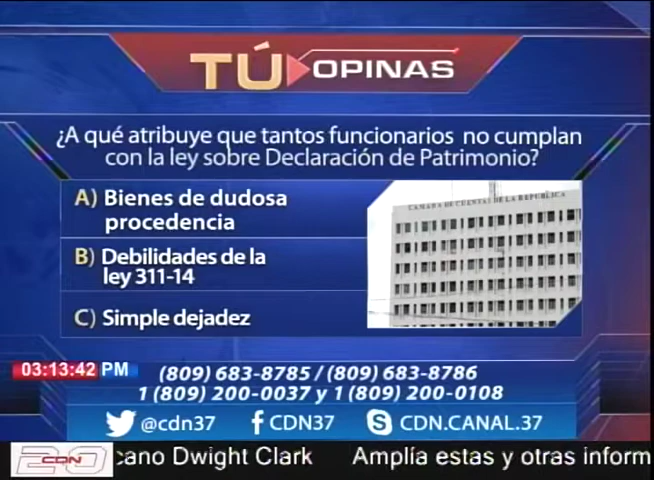 TÚ OPINAS
¿A qué atribuye que tantos funcionarios no cumplan
con la ley sobre Declaración de Patrimonio?
A) Bienes de dudosa
procedencia
B) Debilidades de la
ley 311-14
C) Simple dejadez
CAMARA DE CUENTAS DE LA REPUBLICA
03:13:42 PM
(809) 683-8785 / (809) 683-8786
1 (809) 200-0037 y 1 (809) 200-0108
@cdn37 CDN37 CDN.CANAL.37
20 CDN
cano Dwight Clark Amplía estas y otras inform